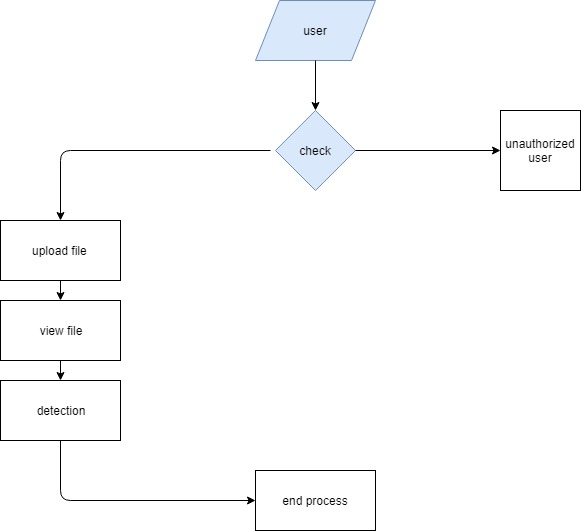 user
check
unauthorized
user
upload file
view file
detection
end process